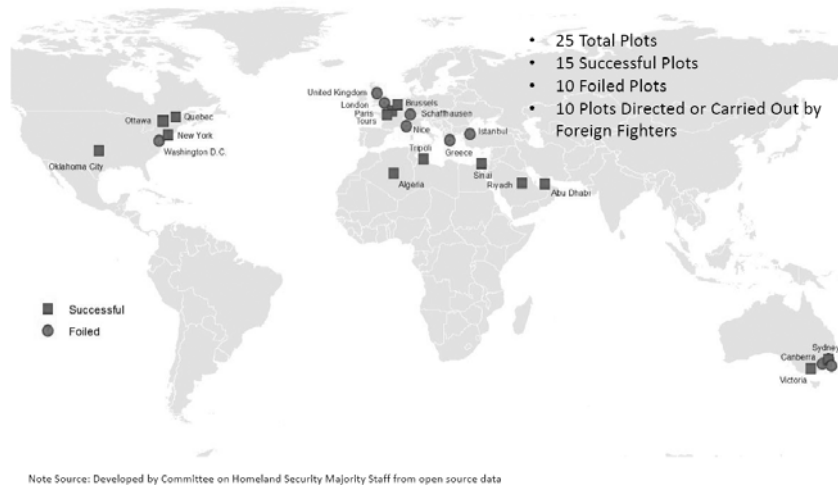 • 25 Total Plots
• 15 Successful Plots
• 10 Foiled Plots
• 10 Plots Directed or Carried Out by
Foreign Fighters
United Kingdom
London
Brussels
Paris
Schaffhausen
Tours
Nice
Istanbul
Greece
Tripoli
Algeria
Sinai
Riyadh
Abu Dhabi
Ottawa
Quebec
New York
Washington D.C.
Oklahoma City
Successful
Foiled
Sydney
Canberra
Victoria
Note Source: Developed by Committee on Homeland Security Majority Staff from open source data